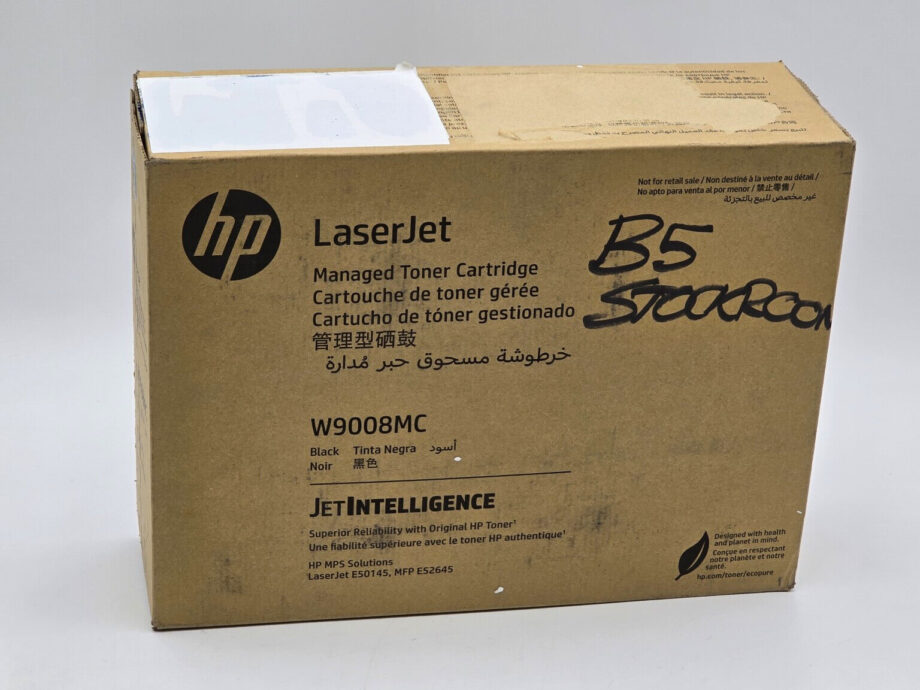 Not for retail sale / Non destiné à la vente au détail /
No apto para venta al por menor / 禁止零售 /
غير مخصص للبيع بالتجزئة
hp
LaserJet
B5
STOCKROOM
Managed Toner Cartridge
Cartouche de toner gérée
Cartucho de tóner gestionado
管理型硒鼓
خرطوشة مسحوق حبر مُدارة
W9008MC
Black Tinta Negra أسود
Noir 黑色
JETINTELLIGENCE
Superior Reliability with Original HP Toner¹
Une fiabilité supérieure avec le toner HP authentique¹
HP MPS Solutions
LaserJet E50145, MFP E52645
Designed with health
and planet in mind.
Conçue en respectant
notre planète et notre
santé.
hp.com/toner/ecopure